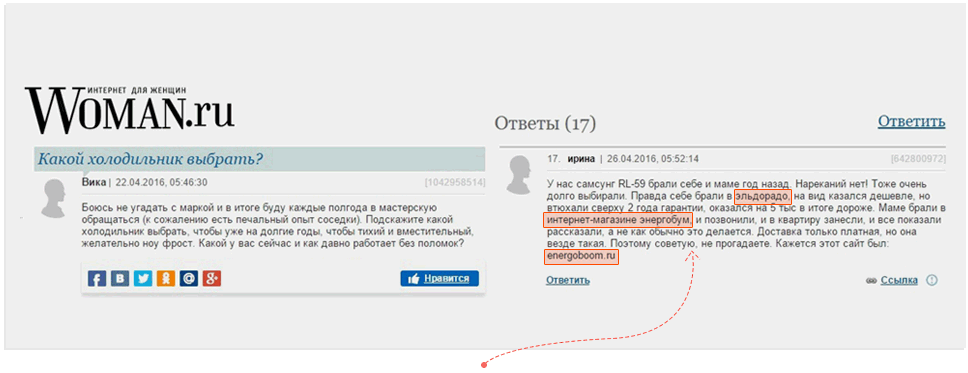 ИНТЕРНЕТ ДЛЯ ЖЕНЩИН
WOMAN.ru
Какой холодильник выбрать?
Вика | 22.04.2016, 05:46:30 [1042958514]
Боюсь не угадать с маркой и в итоге буду каждые полгода в мастерскую
обращаться (к сожалению есть печальный опыт соседки). Подскажите какой
холодильник выбрать, чтобы уже на долгие годы, чтобы тихий и вместительный,
желательно ноу фрост. Какой у вас сейчас и как давно работает без поломок?
Нравится
Ответы (17) Ответить
17. ирина | 26.04.2016, 05:52:14 [642800972]
У нас самсунг RL-59 брали себе и маме год назад. Нареканий нет! Тоже очень
долго выбирали. Правда себе брали в эльдорадо, на вид казался дешевле, но
втюхали сверху 2 года гарантии, оказался на 5 тыс в итоге дороже. Маме брали в
интернет-магазине энергобум, и позвонили, и в квартиру занесли, и все показали
рассказали, а не как обычно это делается. Доставка только платная, но она
везде такая. Поэтому советую, не прогадаете. Кажется этот сайт был:
energoboom.ru
Ответить Ссылка